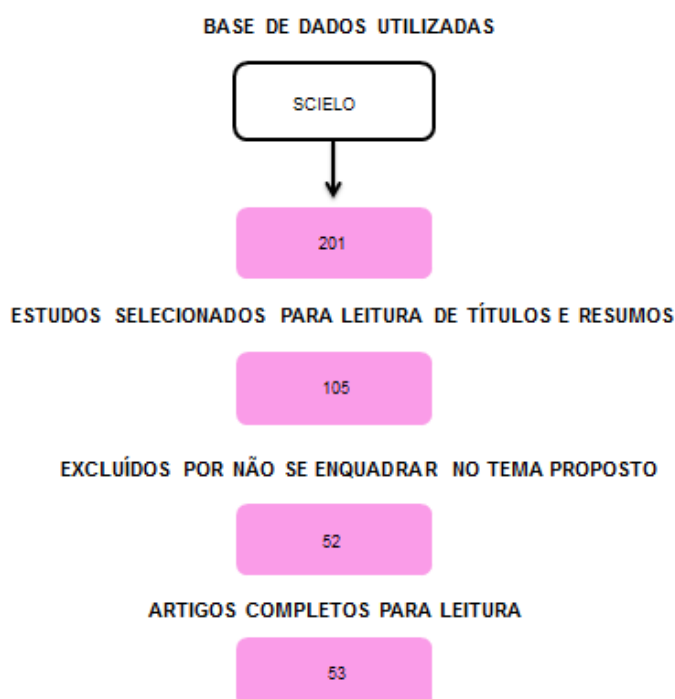 BASE DE DADOS UTILIZADAS
SCIELO
201
ESTUDOS SELECIONADOS PARA LEITURA DE TÍTULOS E RESUMOS
105
EXCLUÍDOS POR NÃO SE ENQUADRAR NO TEMA PROPOSTO
52
ARTIGOS COMPLETOS PARA LEITURA
53